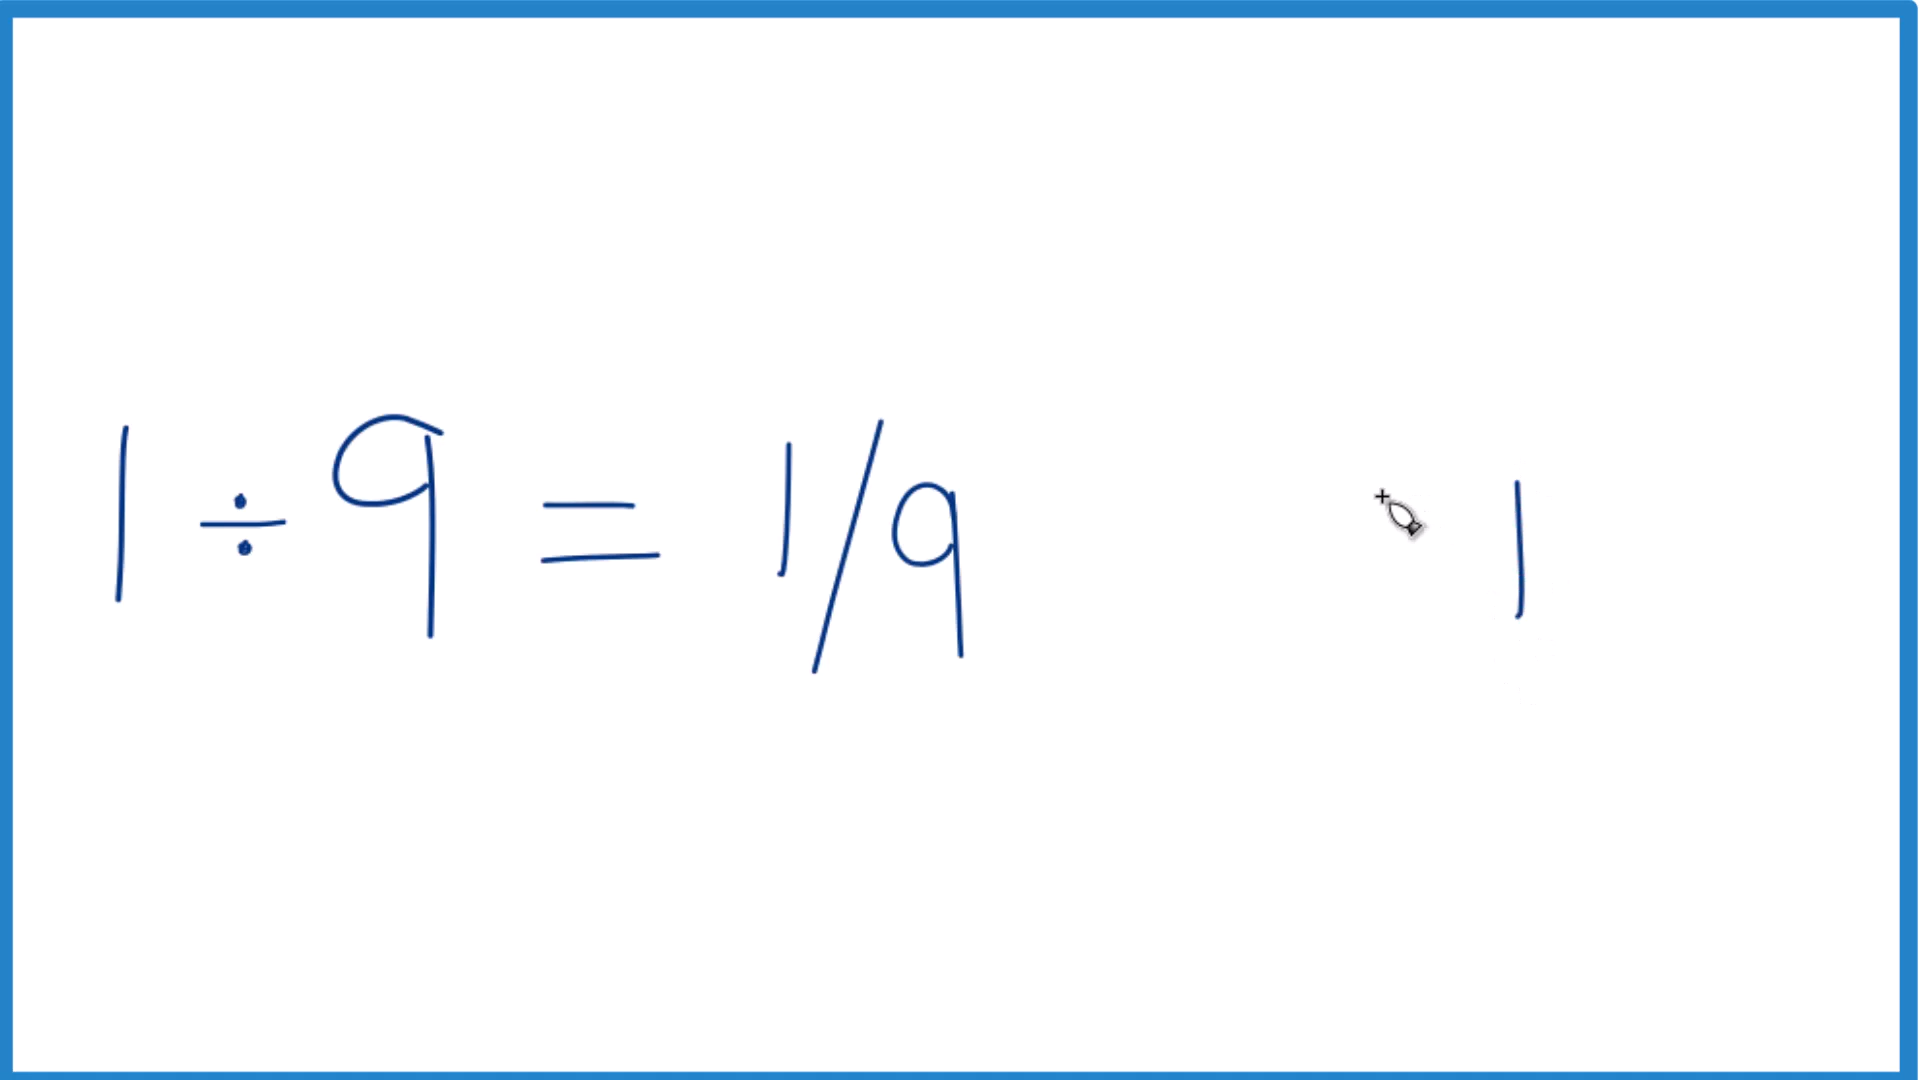 1 ÷ 9 = 1/9 1